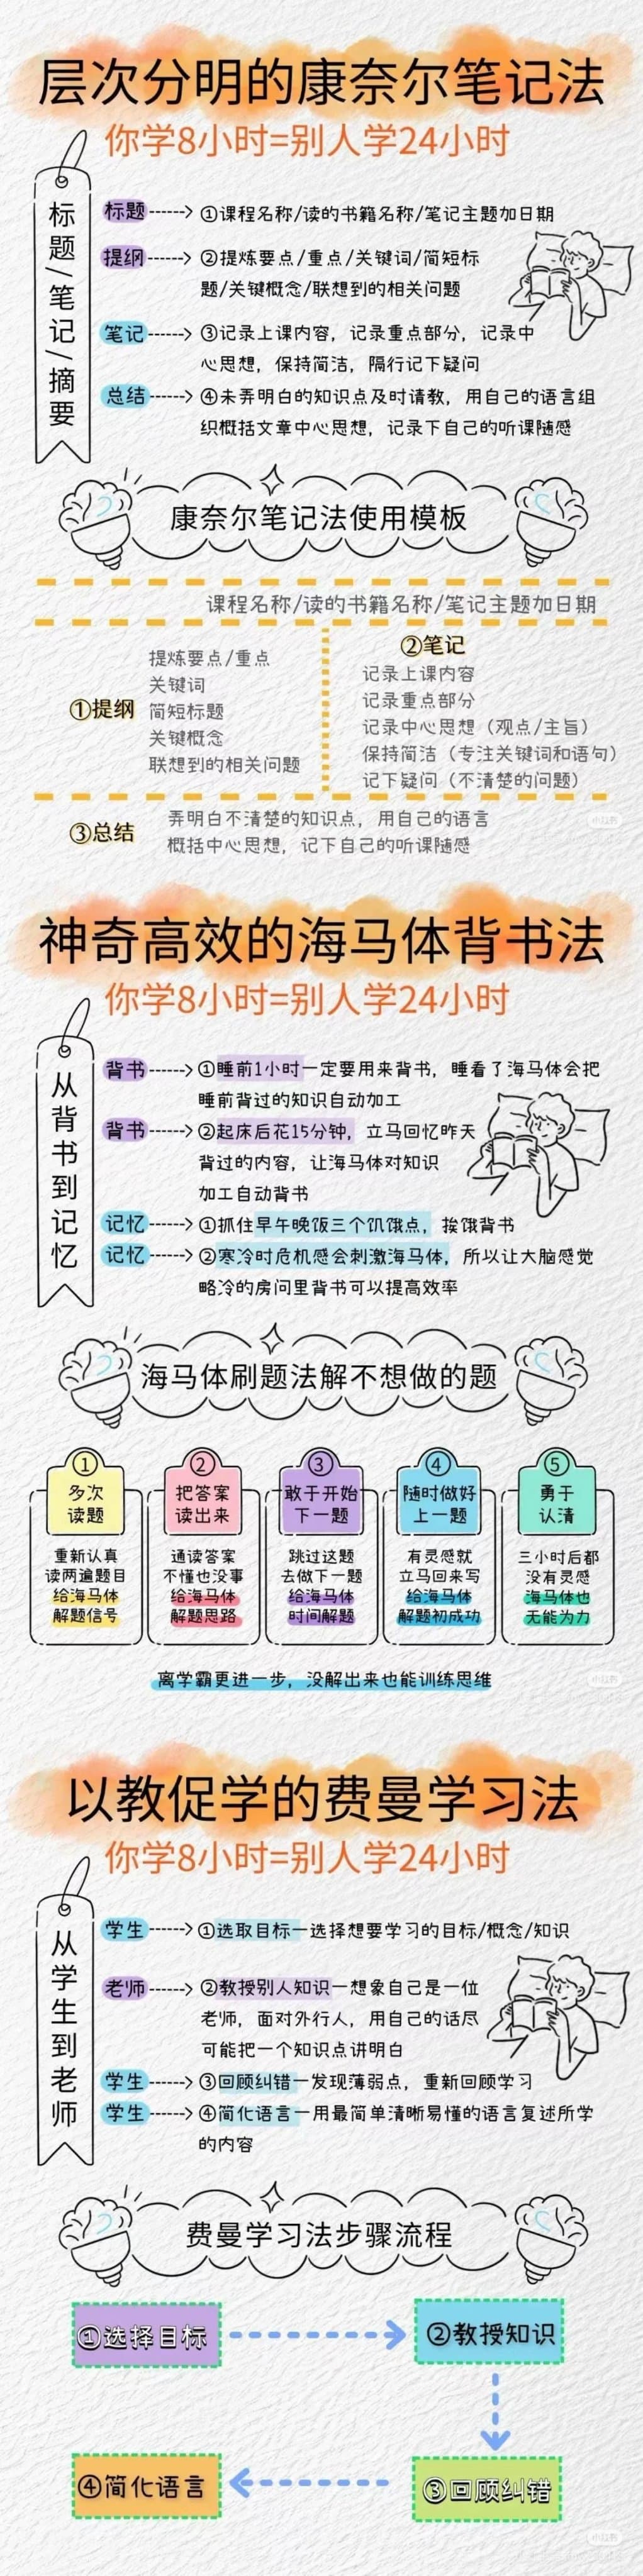 层次分明的康奈尔笔记法
你学8小时=别人学24小时
标题/笔记/摘要
标题 ①课程名称/读的书籍名称/笔记主题加日期
提纲 ②提炼要点/重点/关键词/简短标
题/关键概念/联想到的相关问题
笔记 ③记录上课内容，记录重点部分，记录中
心思想，保持简洁，隔行记下疑问
总结 ④未弄明白的知识点及时请教，用自己的语言组
织概括文章中心思想，记录下自己的听课随感
康奈尔笔记法使用模板
课程名称/读的书籍名称/笔记主题加日期
①提纲
提炼要点/重点
关键词
简短标题
关键概念
联想到的相关问题
②笔记
记录上课内容
记录重点部分
记录中心思想（观点/主旨）
保持简洁（专注关键词和语句）
记下疑问（不清楚的问题）
小红书
③总结
弄明白不清楚的知识点，用自己的语言
概括中心思想，记下自己的听课随感
神奇高效的海马体背书法
你学8小时=别人学24小时
从背书到记忆
背书 ①睡前1小时一定要用来背书，睡看了海马体会把
睡前背过的知识自动加工
背书 ②起床后花15分钟，立马回忆昨天
背过的内容，让海马体对知识
加工自动背书
记忆 ①抓住早午晚饭三个饥饿点，挨饿背书
记忆 ②寒冷时危机感会刺激海马体，所以让大脑感觉
略冷的房间里背书可以提高效率
海马体刷题法解不想做的题
①
多次
读题
重新认真
读两遍题目
给海马体
解题信号
②
把答案
读出来
通读答案
不懂也没事
给海马体
解题思路
③
敢于开始
下一题
跳过这题
去做下一题
给海马体
时间解题
④
随时做好
上一题
有灵感就
立马回来写
给海马体
解题初成功
⑤
勇于
认清
三小时后都
没有灵感
海马体也
无能为力
离学霸更进一步，没解出来也能训练思维
小红书
以教促学的费曼学习法
你学8小时=别人学24小时
从学生到老师
学生 ①选取目标—选择想要学习的目标/概念/知识
老师 ②教授别人知识—想象自己是一位
老师，面对外行人，用自己的话尽
可能把一个知识点讲明白
学生 ③回顾纠错—发现薄弱点，重新回顾学习
学生 ④简化语言—用最简单清晰易懂的语言复述所学
的内容
费曼学习法步骤流程
①选择目标
②教授知识
④简化语言
③回顾纠错
小红书